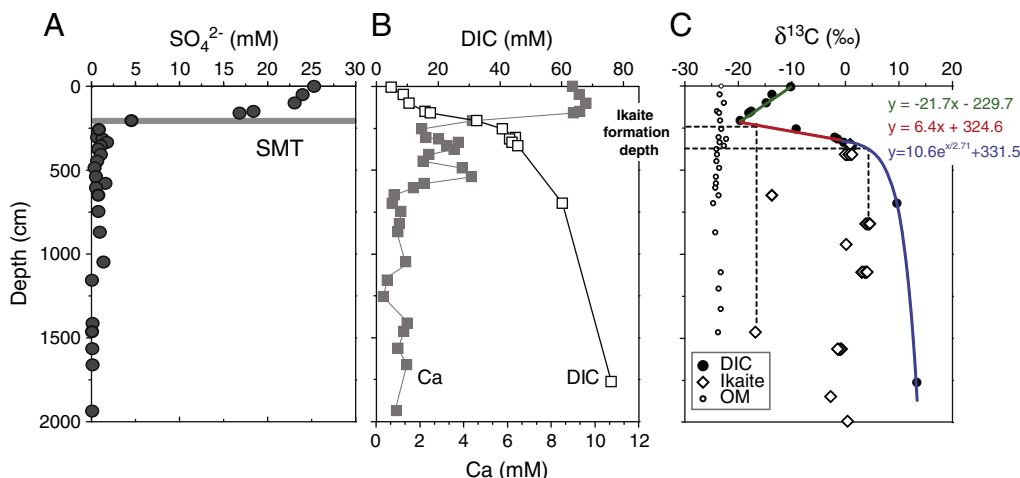 A
SO₄²⁻ (mM)
0 5 10 15 20 25 30
Depth (cm)
0
500
1000
1500
2000
SMT
B
DIC (mM)
0 20 40 60 80
Ikaite
formation
depth
Ca
DIC
0 2 4 6 8 10 12
Ca (mM)
C
δ¹³C (‰)
-30 -20 -10 0 10 20
y = -21.7x - 229.7
y = 6.4x + 324.6
y=10.6e^x/2.71+331.5
DIC
Ikaite
OM